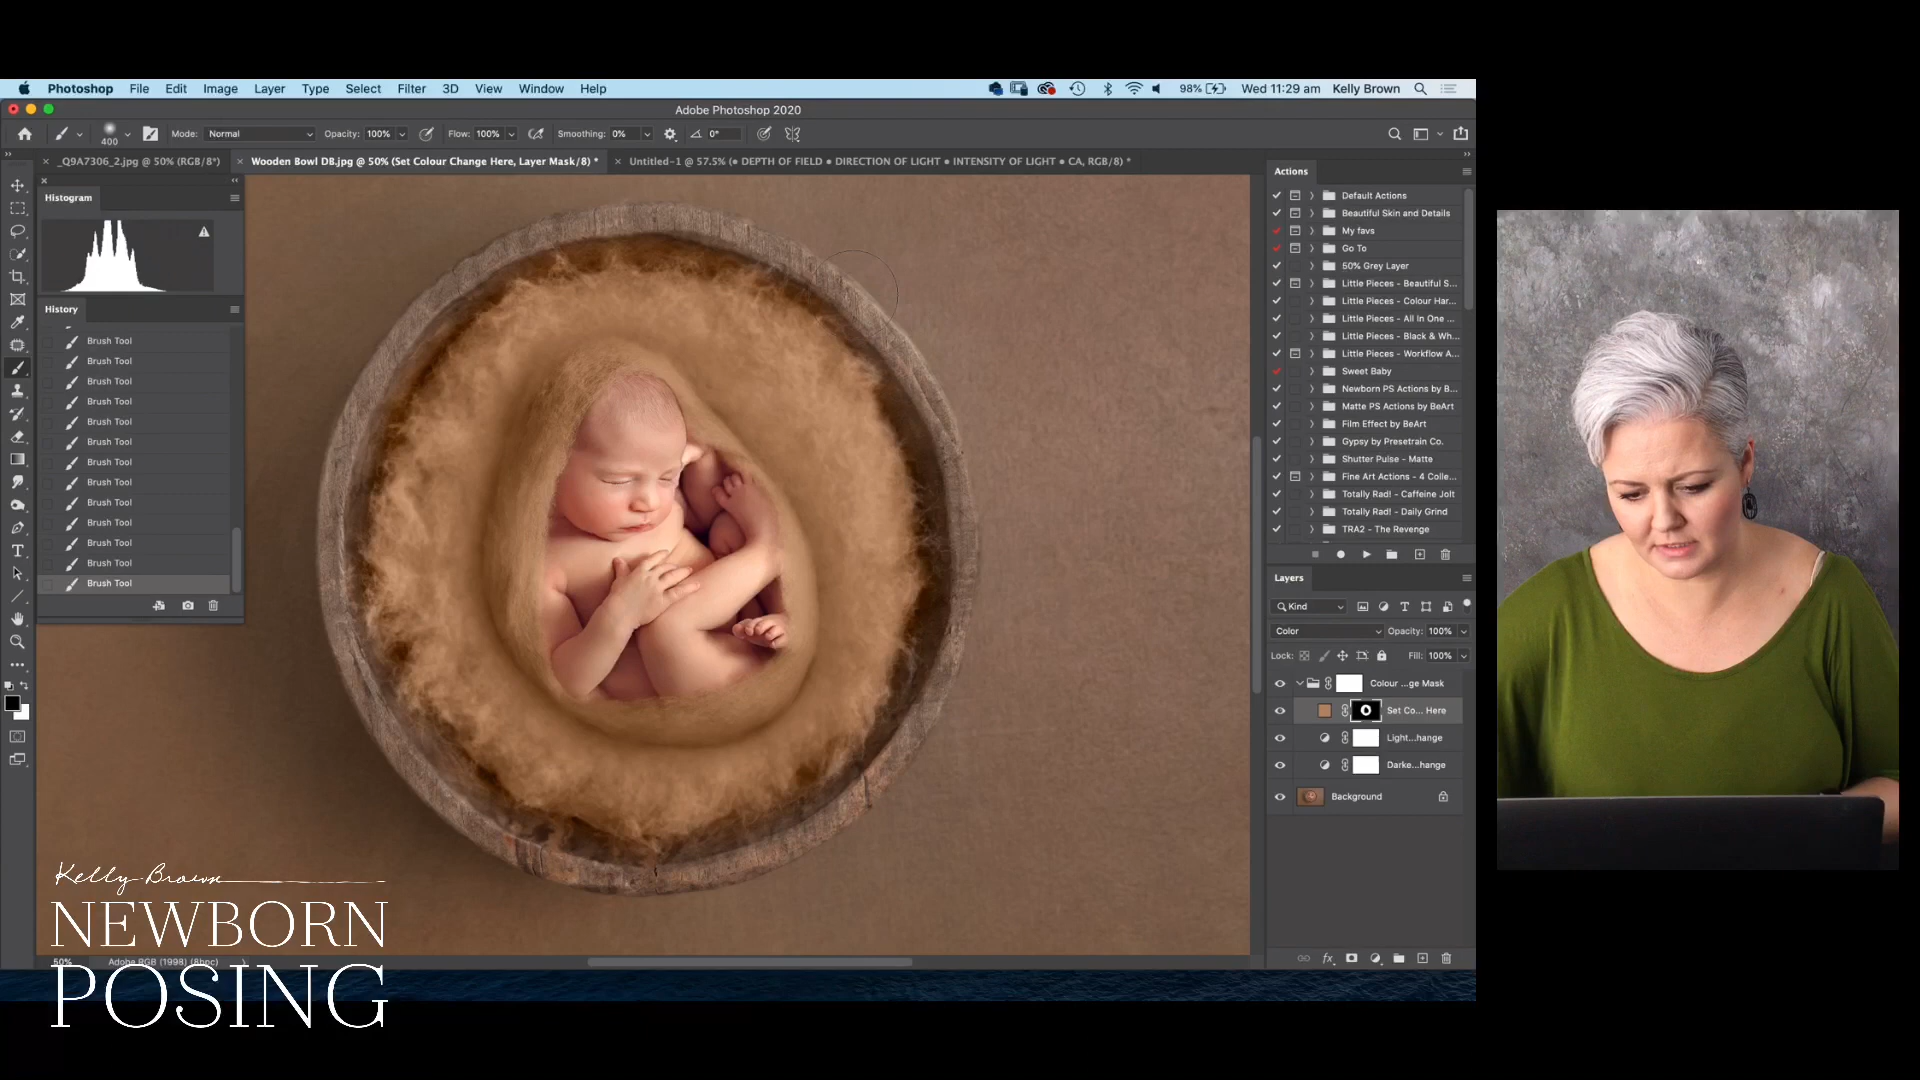 Photoshop File Edit Image Layer Type Select Filter 3D View Window Help 98% Wed 11:29 am Kelly Brown
Adobe Photoshop 2020
400 Mode: Normal Opacity: 100% Flow: 100% Smoothing: 0% 0°
_Q9A7306_2.jpg @ 50% (RGB/8*) Wooden Bowl DB.jpg @ 50% (Set Colour Change Here, Layer Mask/8) * Untitled-1 @ 57.5% (● DEPTH OF FIELD ● DIRECTION OF LIGHT ● INTENSITY OF LIGHT ● CA, RGB/8) *
Histogram
History
Brush Tool
Brush Tool
Brush Tool
Brush Tool
Brush Tool
Brush Tool
Brush Tool
Brush Tool
Brush Tool
Brush Tool
Brush Tool
Brush Tool
Brush Tool
Actions
Default Actions
Beautiful Skin and Details
My favs
Go To
50% Grey Layer
Little Pieces - Beautiful S...
Little Pieces - Colour Har...
Little Pieces - All In One ...
Little Pieces - Black & Wh...
Little Pieces - Workflow A...
Sweet Baby
Newborn PS Actions by B...
Matte PS Actions by BeArt
Film Effect by BeArt
Gypsy by Presetrain Co.
Shutter Pulse - Matte
Fine Art Actions - 4 Colle...
Totally Rad! - Caffeine Jolt
Totally Rad! - Daily Grind
TRA2 - The Revenge
Layers
Kind
Color Opacity: 100%
Lock: Fill: 100%
Colour ...ge Mask
Set Co... Here
Light...hange
Darke...hange
Background
50% Adobe RGB (1998) (8bpc)
Kelly Brown
NEWBORN
POSING